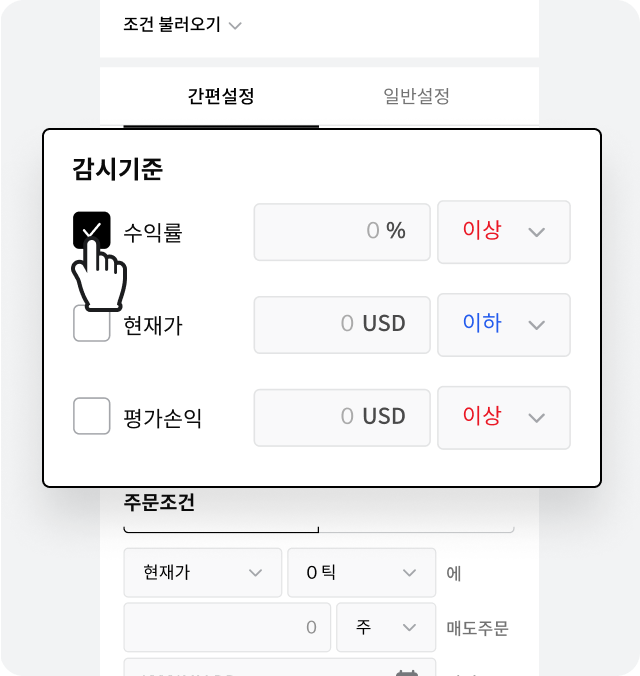 조건 불러오기
간편설정 일반설정
감시기준
수익률 0 % 이상
현재가 0 USD 이하
평가손익 0 USD 이상
주문조건
현재가 0 틱 에
0 주 매도주문